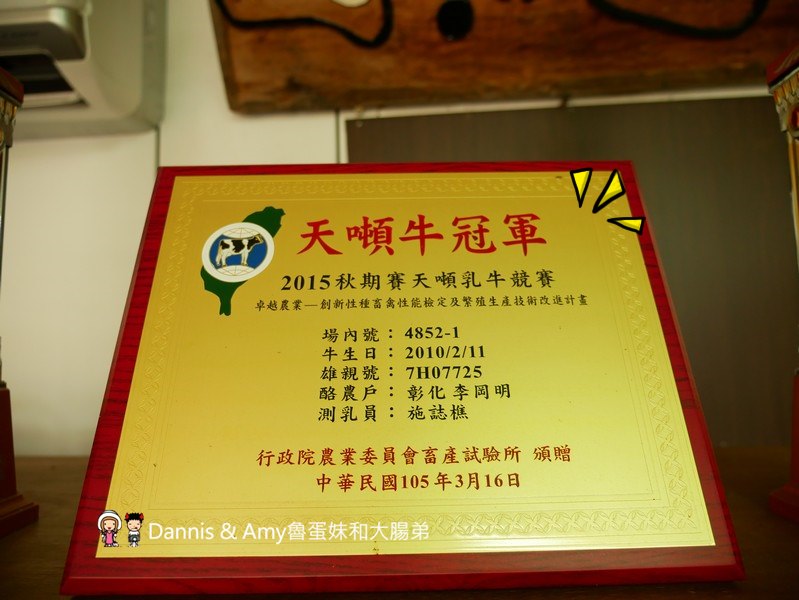 天噸牛冠軍
2015秋期賽天噸乳牛競賽
卓越農業—創新性種畜禽性能檢定及繁殖生產技術改進計畫
場內號：4852-1
牛生日：2010/2/11
雄親號：7H07725
酪農戶：彰化 李岡明
測乳員：施誌樵
行政院農業委員會畜產試驗所 頒贈
中華民國105年3月16日
Dannis & Amy魯蛋妹和大腸弟